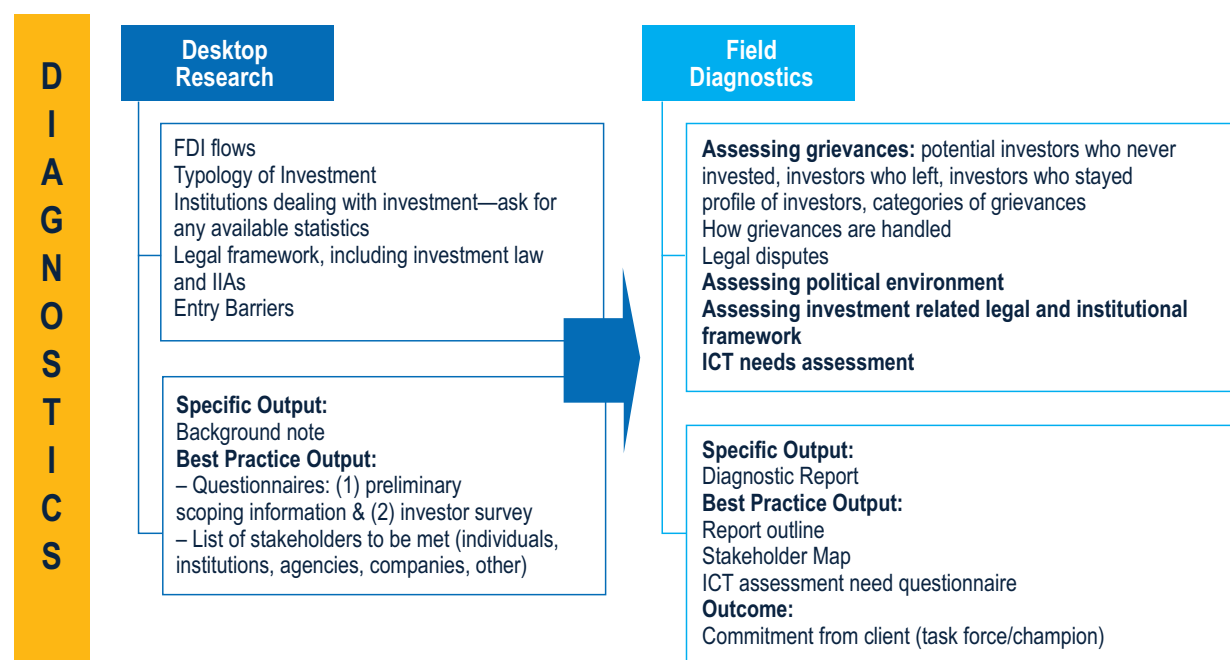 DIAGNOSTICS
Desktop
Research
FDI flows
Typology of Investment
Institutions dealing with investment—ask for
any available statistics
Legal framework, including investment law
and IIAs
Entry Barriers
Specific Output:
Background note
Best Practice Output:
– Questionnaires: (1) preliminary
scoping information & (2) investor survey
– List of stakeholders to be met (individuals,
institutions, agencies, companies, other)
Field
Diagnostics
Assessing grievances: potential investors who never
invested, investors who left, investors who stayed
profile of investors, categories of grievances
How grievances are handled
Legal disputes
Assessing political environment
Assessing investment related legal and institutional
framework
ICT needs assessment
Specific Output:
Diagnostic Report
Best Practice Output:
Report outline
Stakeholder Map
ICT assessment need questionnaire
Outcome:
Commitment from client (task force/champion)